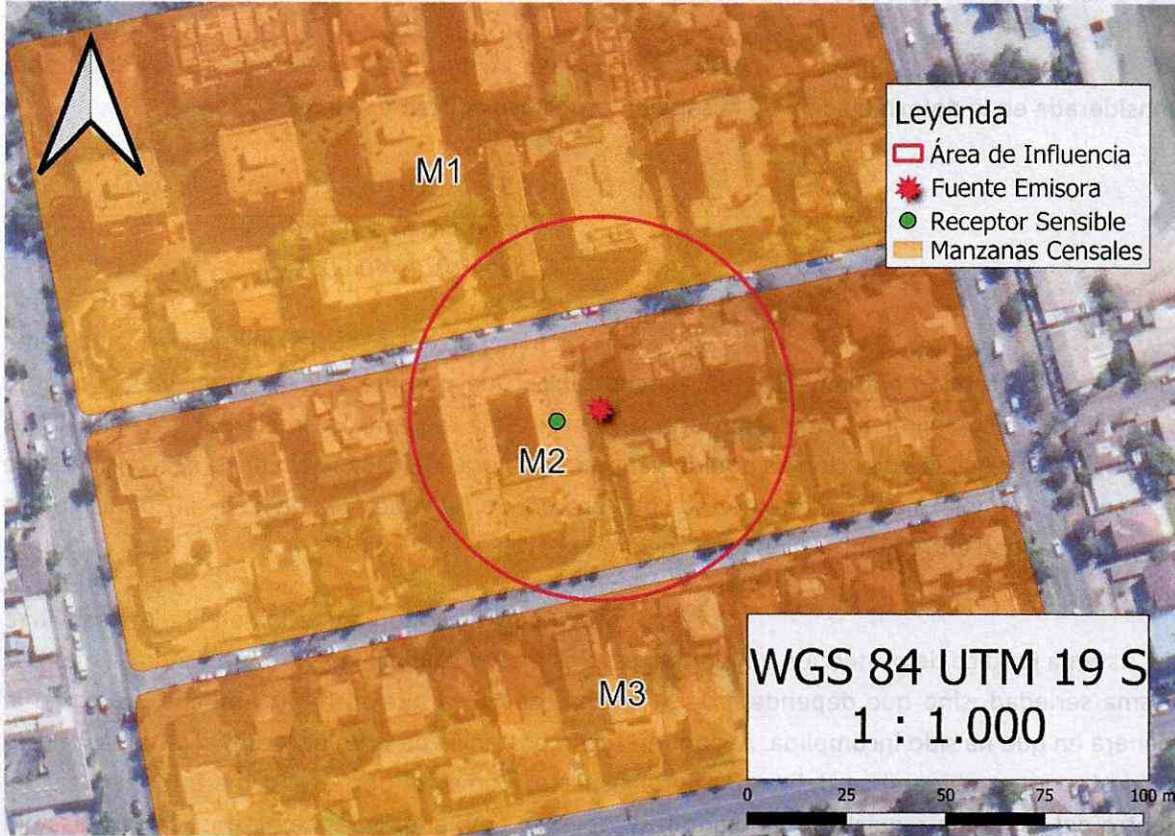 M1
Leyenda
Área de Influencia
Fuente Emisora
Receptor Sensible
Manzanas Censales
M2
M3
WGS 84 UTM 19 S
1 : 1.000
0 25 50 75 100 m